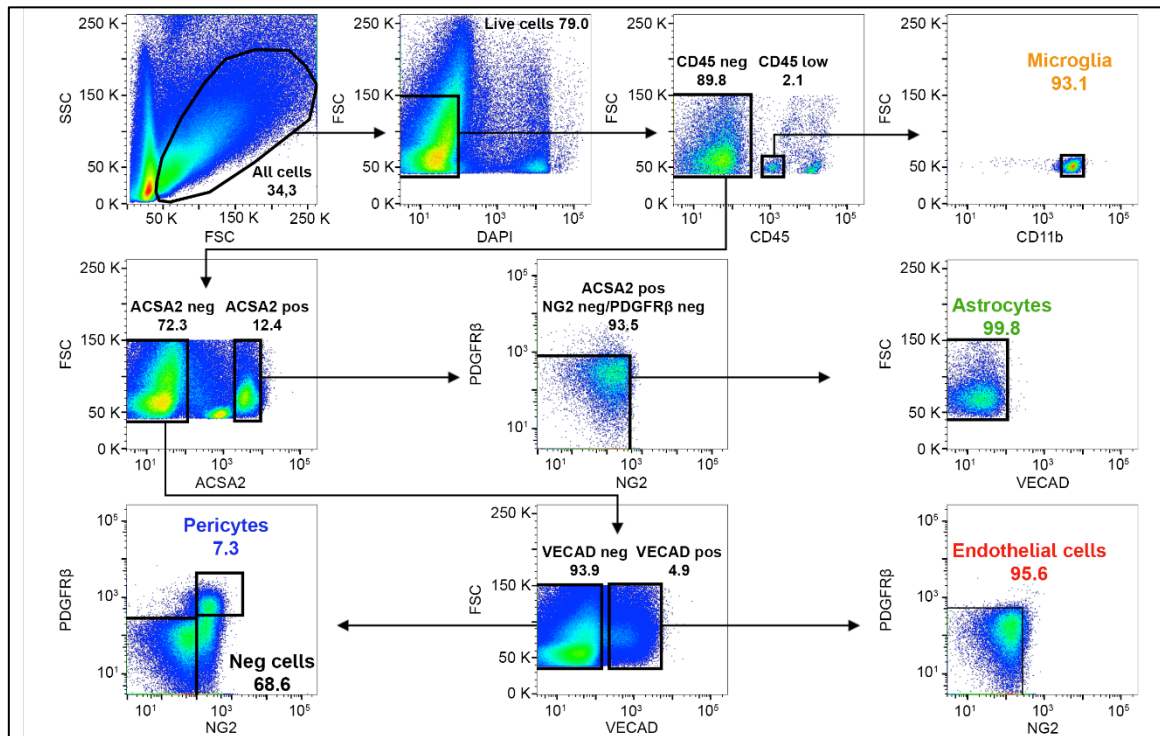 250 K
150 K
50 K
0 K
SSC
50 K 150 K 250 K
FSC
All cells
34,3
Live cells 79.0
250 K
150 K
50 K
0 K
FSC
10¹ 10³ 10⁵
DAPI
250 K
150 K
50 K
0 K
FSC
CD45 neg
89.8
CD45 low
2.1
10¹ 10³ 10⁵
CD45
250 K
150 K
50 K
0 K
FSC
Microglia
93.1
10¹ 10³ 10⁵
CD11b
250 K
150 K
50 K
0 K
FSC
ACSA2 neg
72.3
ACSA2 pos
12.4
10¹ 10³ 10⁵
ACSA2
10⁵
10³
10¹
PDGFRβ
ACSA2 pos
NG2 neg/PDGFRβ neg
93,5
10¹ 10³ 10⁵
NG2
250 K
150 K
50 K
0 K
FSC
Astrocytes
99.8
10¹ 10³ 10⁵
VECAD
10⁵
10³
10¹
PDGFRβ
Pericytes
7.3
Neg cells
68.6
10¹ 10³ 10⁵
NG2
250 K
150 K
50 K
0 K
FSC
VECAD neg
93.9
VECAD pos
4.9
10¹ 10³ 10⁵
VECAD
10⁵
10³
10¹
PDGFRβ
Endothelial cells
95.6
10¹ 10³ 10⁵
NG2